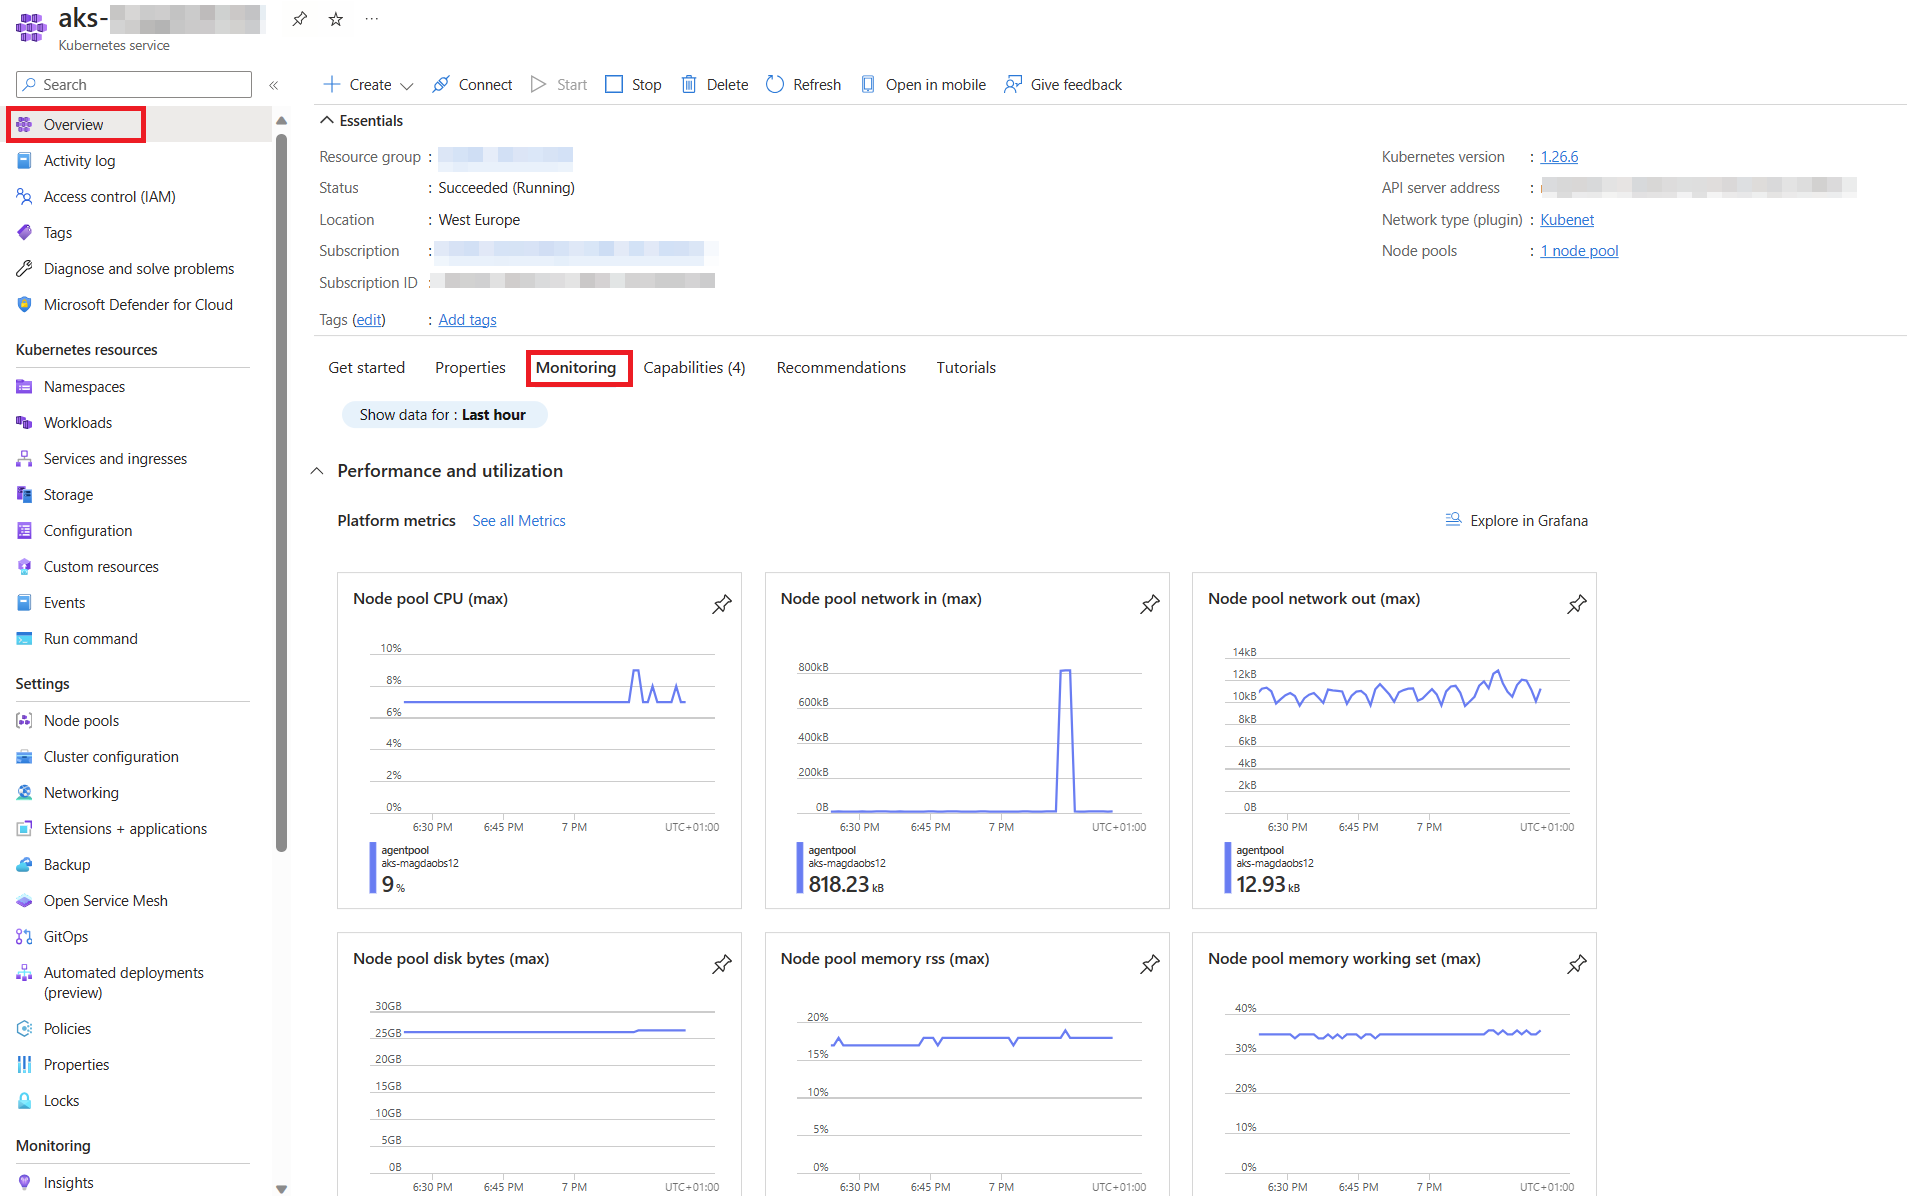 aks-
Kubernetes service
Search
«
Create
Connect
Start
Stop
Delete
Refresh
Open in mobile
Give feedback
Overview
Activity log
Access control (IAM)
Tags
Diagnose and solve problems
Microsoft Defender for Cloud
Kubernetes resources
Namespaces
Workloads
Services and ingresses
Storage
Configuration
Custom resources
Events
Run command
Settings
Node pools
Cluster configuration
Networking
Extensions + applications
Backup
Open Service Mesh
GitOps
Automated deployments
(preview)
Policies
Properties
Locks
Monitoring
Insights
Essentials
Resource group :
Status : Succeeded (Running)
Location : West Europe
Subscription :
Subscription ID :
Tags (edit) : Add tags
Kubernetes version : 1.26.6
API server address :
Network type (plugin) : Kubenet
Node pools : 1 node pool
Get started
Properties
Monitoring
Capabilities (4)
Recommendations
Tutorials
Show data for : Last hour
Performance and utilization
Platform metrics
See all Metrics
Explore in Grafana
Node pool CPU (max)
10%
8%
6%
4%
2%
0%
6:30 PM 6:45 PM 7 PM UTC+01:00
agentpool
aks-magdaobs12
9 %
Node pool network in (max)
800kB
600kB
400kB
200kB
0B
6:30 PM 6:45 PM 7 PM UTC+01:00
agentpool
aks-magdaobs12
818.23 kB
Node pool network out (max)
14kB
12kB
10kB
8kB
6kB
4kB
2kB
0B
6:30 PM 6:45 PM 7 PM UTC+01:00
agentpool
aks-magdaobs12
12.93 kB
Node pool disk bytes (max)
30GB
25GB
20GB
15GB
10GB
5GB
0B
6:30 PM 6:45 PM 7 PM UTC+01:00
Node pool memory rss (max)
20%
15%
10%
5%
0%
6:30 PM 6:45 PM 7 PM UTC+01:00
Node pool memory working set (max)
40%
30%
20%
10%
0%
6:30 PM 6:45 PM 7 PM UTC+01:00